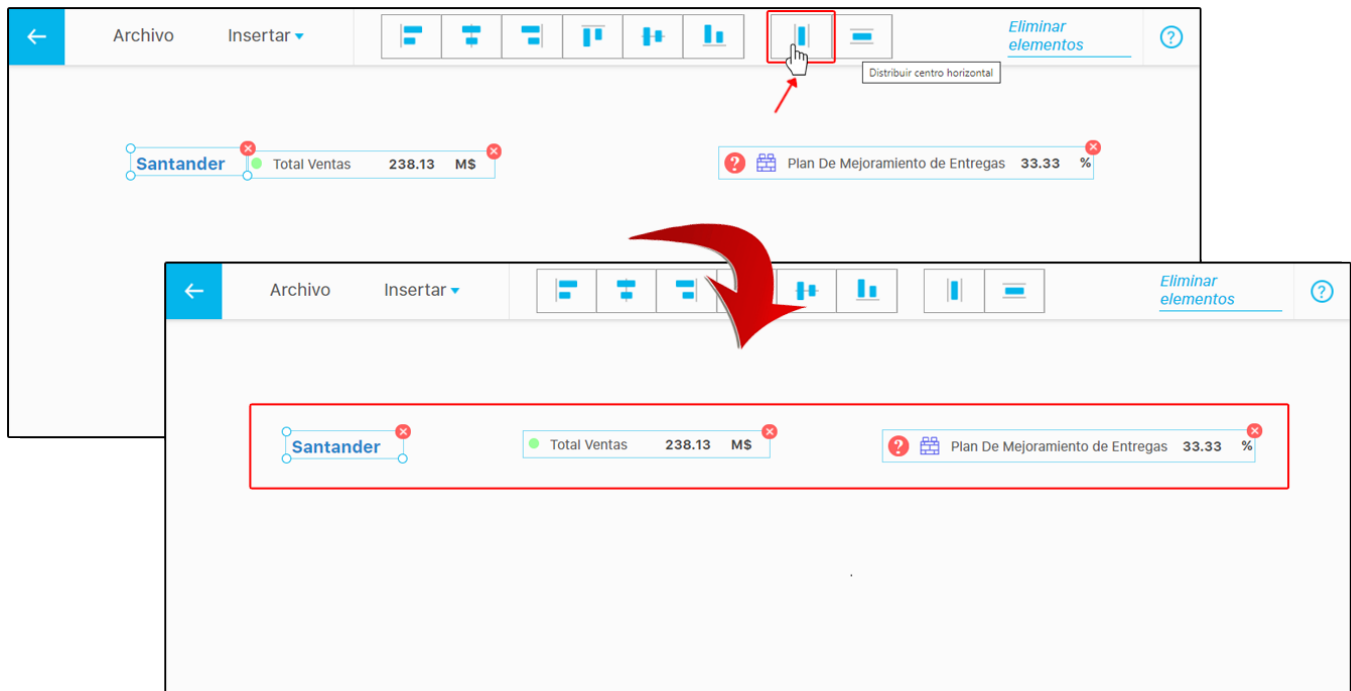 Archivo Insertar Eliminar elementos ?
Distribuir centro horizontal
Santander Total Ventas 238.13 M$ ? Plan De Mejoramiento de Entregas 33.33 %
Archivo Insertar Eliminar elementos ?
Santander Total Ventas 238.13 M$ ? Plan De Mejoramiento de Entregas 33.33 %